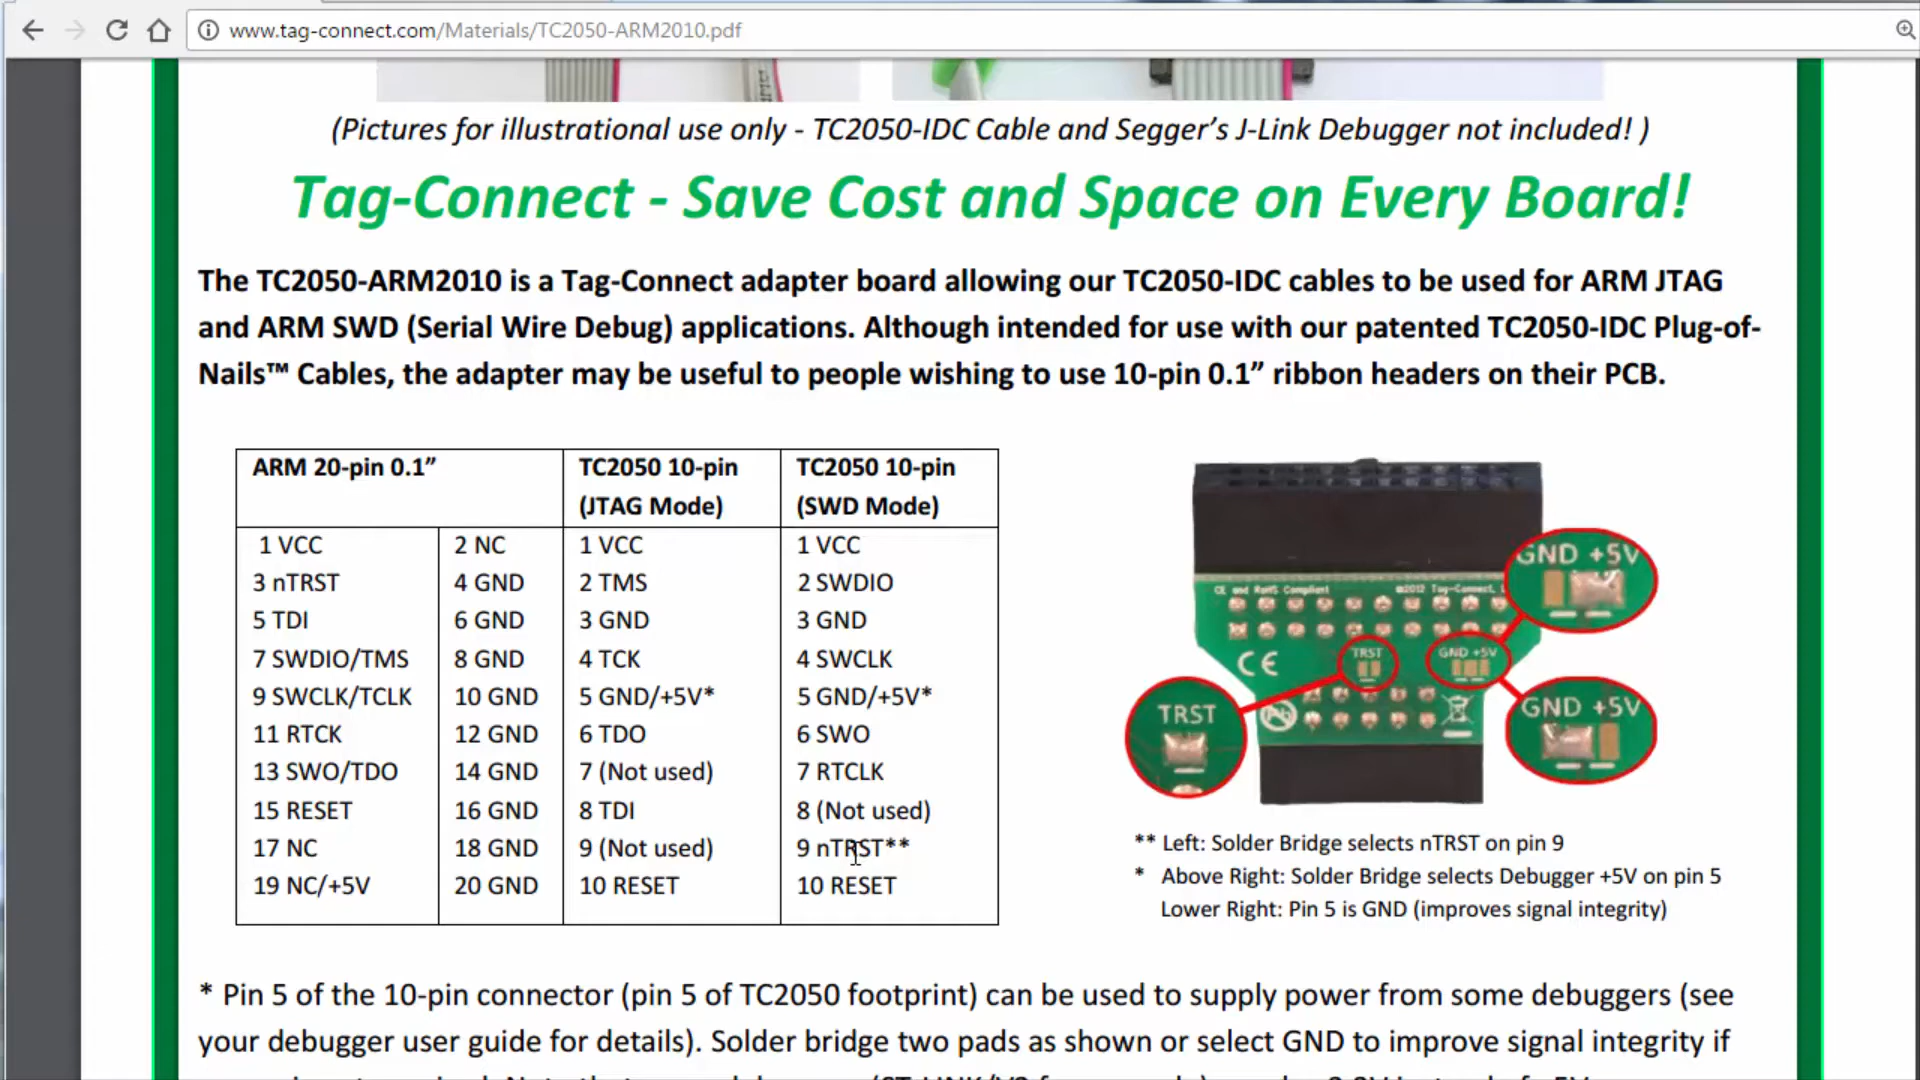 www.tag-connect.com/Materials/TC2050-ARM2010.pdf
(Pictures for illustrational use only - TC2050-IDC Cable and Segger’s J-Link Debugger not included! )
Tag-Connect - Save Cost and Space on Every Board!
The TC2050-ARM2010 is a Tag-Connect adapter board allowing our TC2050-IDC cables to be used for ARM JTAG
and ARM SWD (Serial Wire Debug) applications. Although intended for use with our patented TC2050-IDC Plug-of-
Nails™ Cables, the adapter may be useful to people wishing to use 10-pin 0.1” ribbon headers on their PCB.
ARM 20-pin 0.1” TC2050 10-pin TC2050 10-pin
(JTAG Mode) (SWD Mode)
1 VCC 2 NC 1 VCC 1 VCC
3 nTRST 4 GND 2 TMS 2 SWDIO
5 TDI 6 GND 3 GND 3 GND
7 SWDIO/TMS 8 GND 4 TCK 4 SWCLK
9 SWCLK/TCLK 10 GND 5 GND/+5V* 5 GND/+5V*
11 RTCK 12 GND 6 TDO 6 SWO
13 SWO/TDO 14 GND 7 (Not used) 7 RTCLK
15 RESET 16 GND 8 TDI 8 (Not used)
17 NC 18 GND 9 (Not used) 9 nTRST**
19 NC/+5V 20 GND 10 RESET 10 RESET
GND +5V
CE and RoHS Compliant ©2012 Tag-Connect, L
CE TRST GND +5V
TRST
Pb
GND +5V
** Left: Solder Bridge selects nTRST on pin 9
* Above Right: Solder Bridge selects Debugger +5V on pin 5
Lower Right: Pin 5 is GND (improves signal integrity)
* Pin 5 of the 10-pin connector (pin 5 of TC2050 footprint) can be used to supply power from some debuggers (see
your debugger user guide for details). Solder bridge two pads as shown or select GND to improve signal integrity if